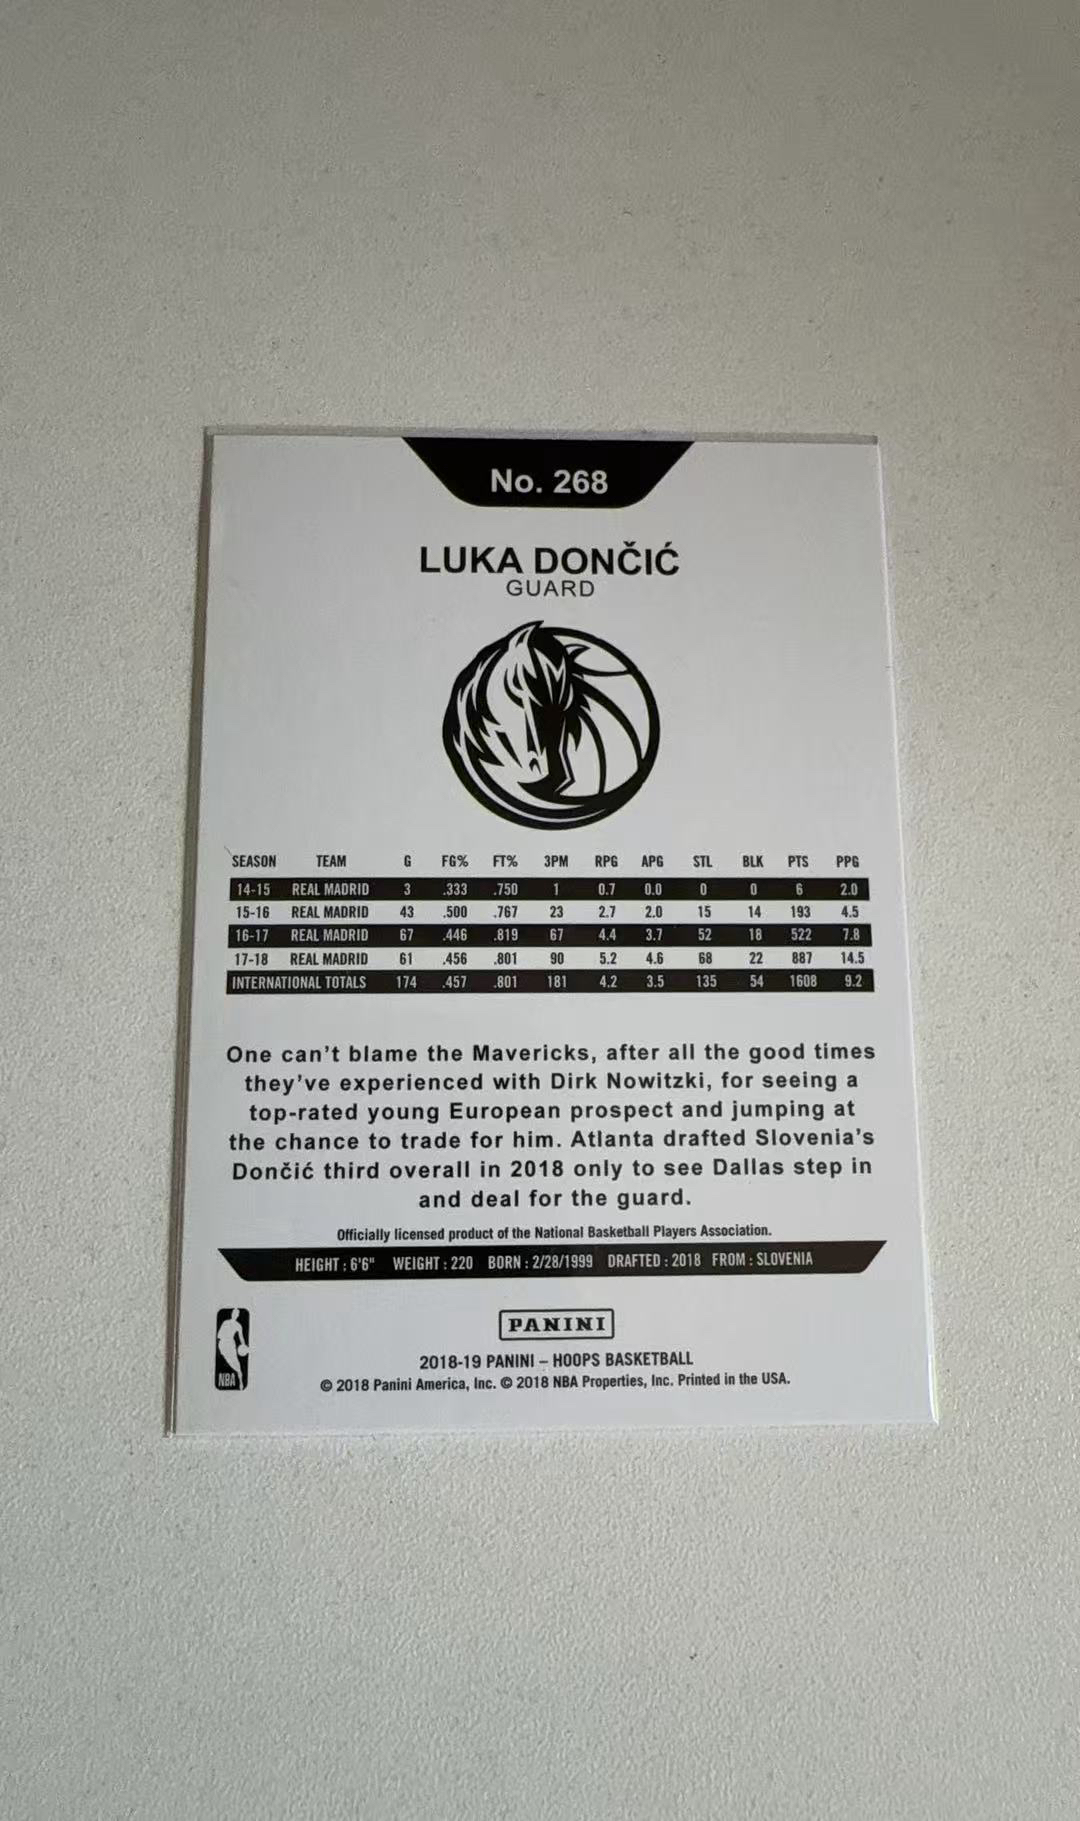 No. 268
LUKA DONČIĆ
GUARD
SEASON TEAM G FG% FT% 3PM RPG APG STL BLK PTS PPG
14-15 REAL MADRID 3 .333 .750 1 0.7 0.0 0 0 6 2.0
15-16 REAL MADRID 43 .500 .767 23 2.7 2.0 15 14 193 4.5
16-17 REAL MADRID 67 .446 .819 67 4.4 3.7 52 18 522 7.8
17-18 REAL MADRID 61 .456 .801 90 5.2 4.6 68 22 887 14.5
INTERNATIONAL TOTALS 174 .457 .801 181 4.2 3.5 135 54 1608 9.2
One can't blame the Mavericks, after all the good times
they've experienced with Dirk Nowitzki, for seeing a
top-rated young European prospect and jumping at
the chance to trade for him. Atlanta drafted Slovenia's
Dončić third overall in 2018 only to see Dallas step in
and deal for the guard.
Officially licensed product of the National Basketball Players Association.
HEIGHT : 6'6" WEIGHT : 220 BORN : 2/28/1999 DRAFTED : 2018 FROM : SLOVENIA
NBA
PANINI
2018-19 PANINI – HOOPS BASKETBALL
© 2018 Panini America, Inc. © 2018 NBA Properties, Inc. Printed in the USA.